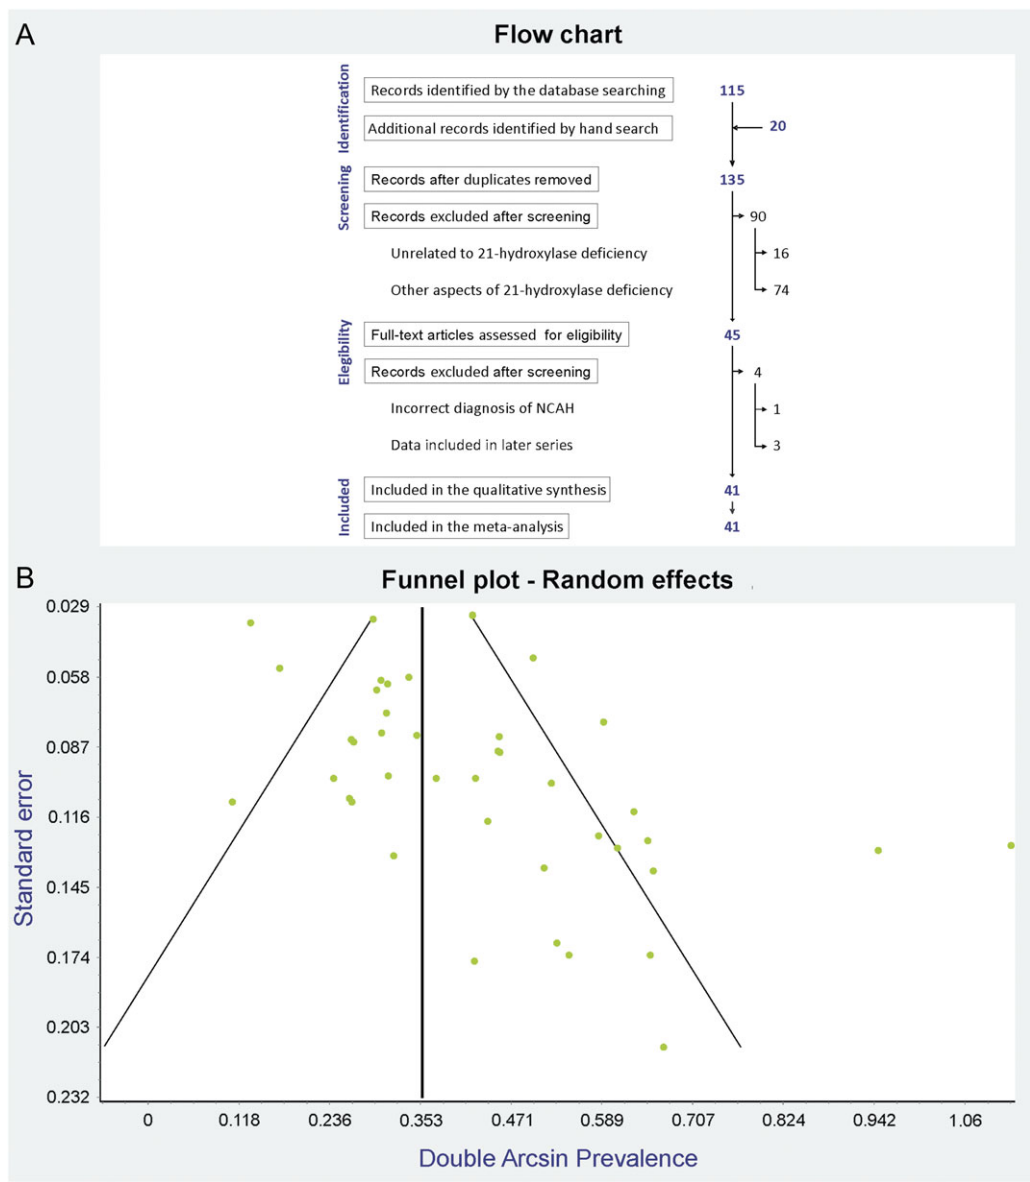 A
Flow chart
Identification
Records identified by the database searching 115
Additional records identified by hand search 20
Screening
Records after duplicates removed 135
Records excluded after screening 90
Unrelated to 21-hydroxylase deficiency 16
Other aspects of 21-hydroxylase deficiency 74
Elegibility
Full-text articles assessed for eligibility 45
Records excluded after screening 4
Incorrect diagnosis of NCAH 1
Data included in later series 3
Included
Included in the qualitative synthesis 41
Included in the meta-analysis 41
B
Funnel plot - Random effects
Standard error
0.029
0.058
0.087
0.116
0.145
0.174
0.203
0.232
0 0.118 0.236 0.353 0.471 0.589 0.707 0.824 0.942 1.06
Double Arcsin Prevalence